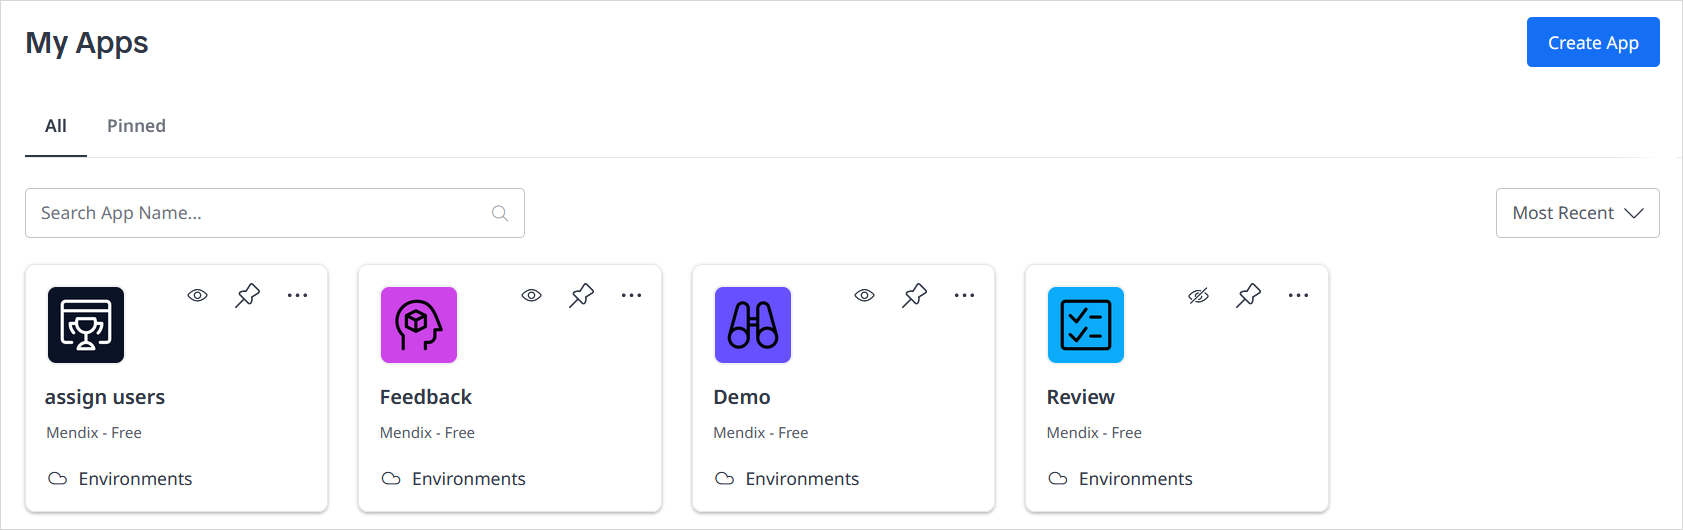 My Apps
Create App
All
Pinned
Search App Name...
Most Recent
assign users
Mendix - Free
Environments
Feedback
Mendix - Free
Environments
Demo
Mendix - Free
Environments
Review
Mendix - Free
Environments